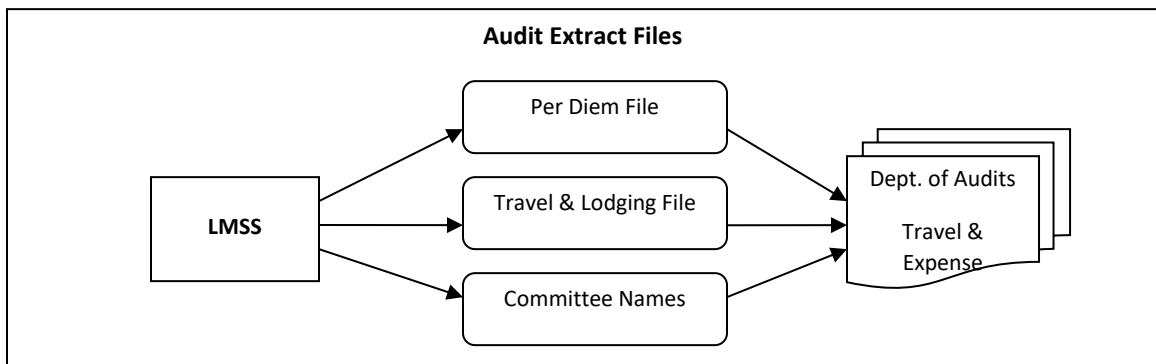 Audit Extract Files
Per Diem File
Travel & Lodging File
Committee Names
LMSS
Dept. of Audits
Travel &
Expense